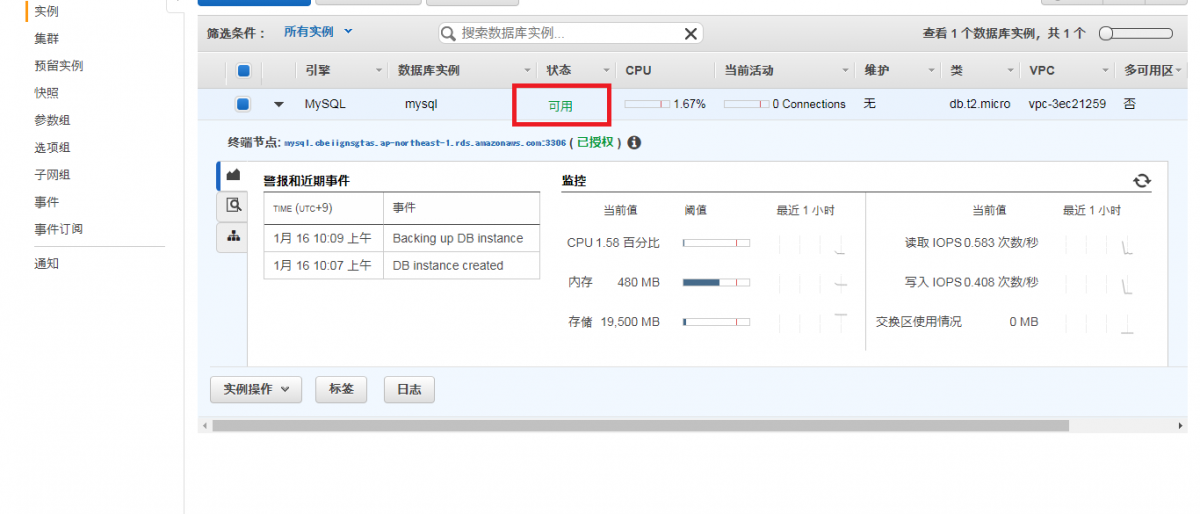 实例
集群
预留实例
快照
参数组
选项组
子网组
事件
事件订阅
通知
筛选条件： 所有实例 搜索数据库实例... 查看 1 个数据库实例，共 1 个
引擎 数据库实例 状态 CPU 当前活动 维护 类 VPC 多可用区
MySQL mysql 可用 1.67% 0 Connections 无 db.t2.micro vpc-3ec21259 否
终端节点: mysql.cbeiignsgtas.ap-northeast-1.rds.amazonaws.com:3306 ( 已授权 )
警报和近期事件
TIME (UTC+9) 事件
1月 16 10:09 上午 Backing up DB instance
1月 16 10:07 上午 DB instance created
监控
当前值 阈值 最近 1 小时 当前值 最近 1 小时
CPU 1.58 百分比 读取 IOPS 0.583 次数/秒
内存 480 MB 写入 IOPS 0.408 次数/秒
存储 19,500 MB 交换区使用情况 0 MB
实例操作 标签 日志